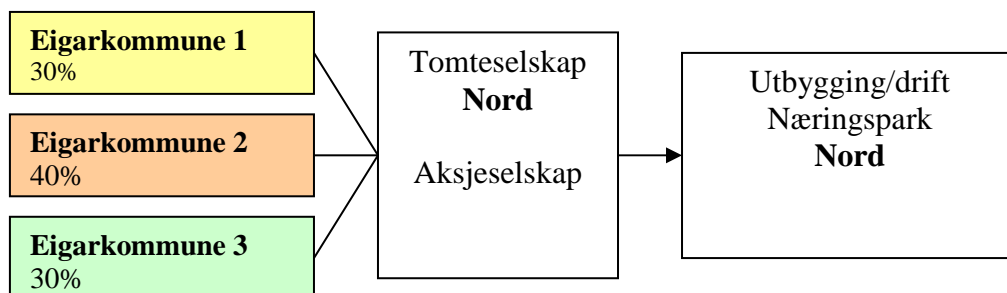 Eigarkommune 1
30%
Eigarkommune 2
40%
Eigarkommune 3
30%
Tomteselskap
Nord
Aksjeselskap
Utbygging/drift
Næringspark
Nord